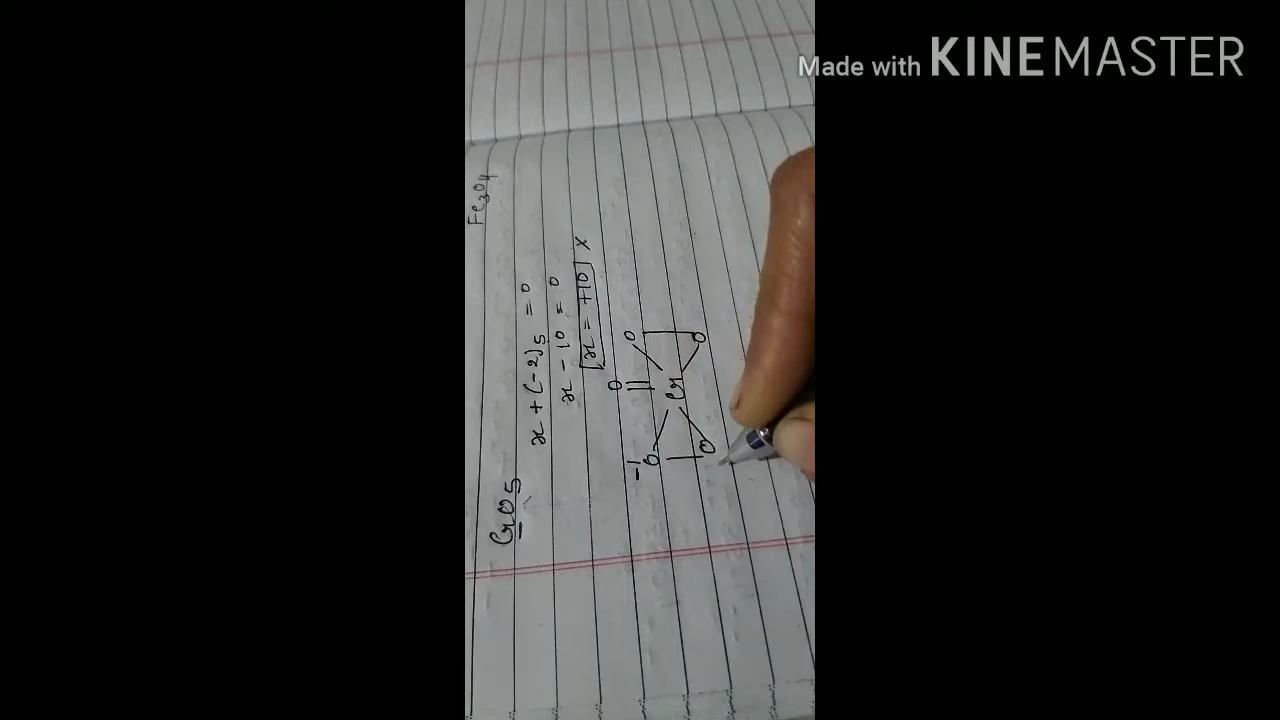 Made with KINEMASTER
Fe3O4
CrO5
x + (-2)5 = 0
x - 10 = 0
x = +10 ×
O
-1
O O
Cr
O O